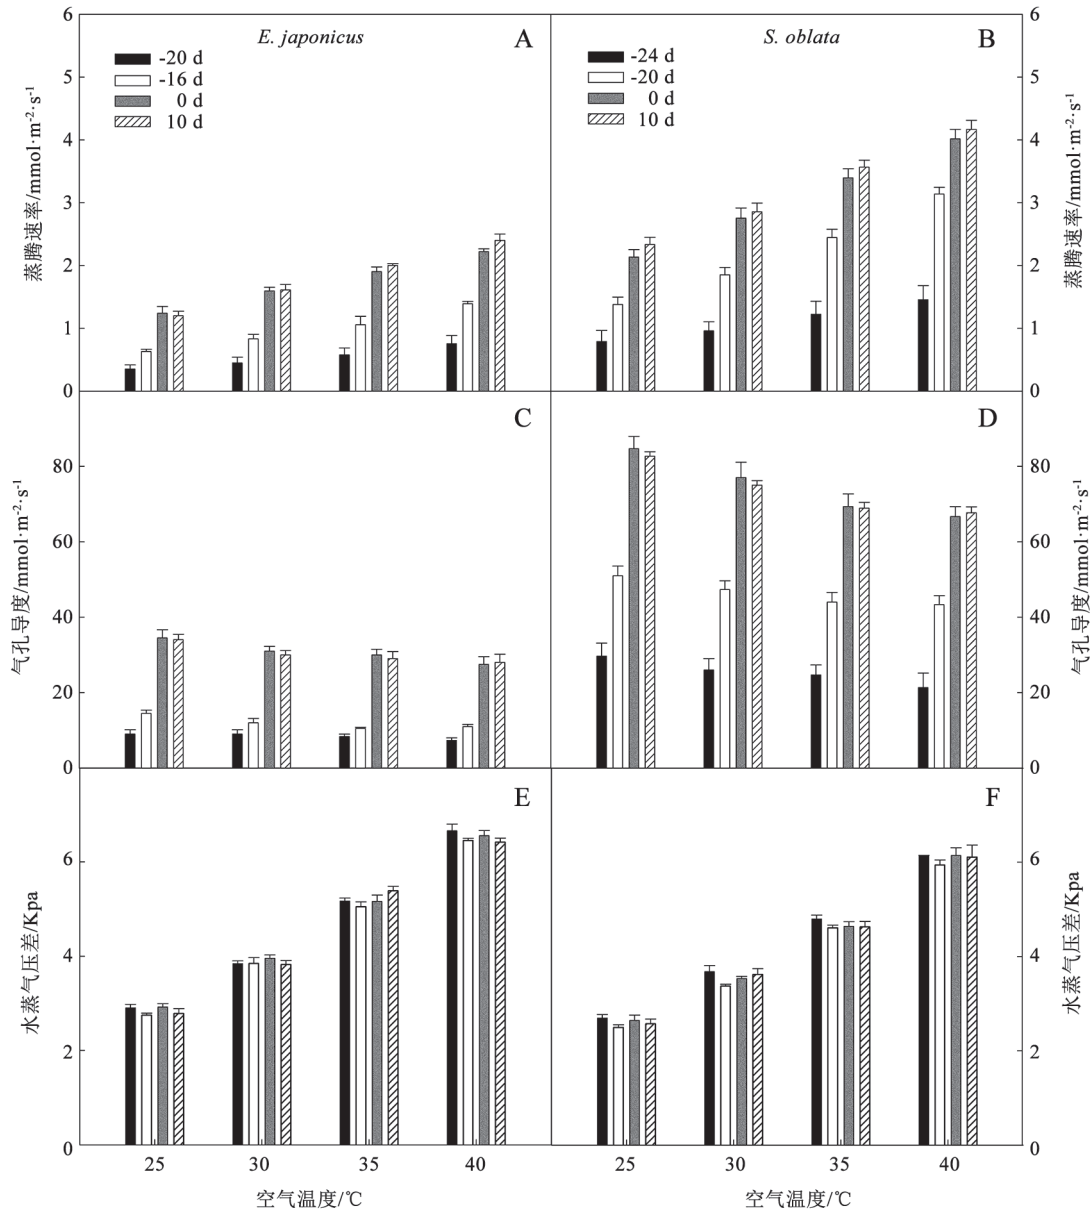 E. japonicus
A
-20 d
-16 d
0 d
10 d
6
5
4
3
2
1
0
蒸腾速率/mmol·m⁻²·s⁻¹
S. oblata
B
-24 d
-20 d
0 d
10 d
6
5
4
3
2
1
0
蒸腾速率/mmol·m⁻²·s⁻¹
C
80
60
40
20
0
气孔导度/mmol·m⁻²·s⁻¹
D
80
60
40
20
0
气孔导度/mmol·m⁻²·s⁻¹
E
6
4
2
0
水蒸气压差/Kpa
25 30 35 40
空气温度/℃
F
6
4
2
0
水蒸气压差/Kpa
25 30 35 40
空气温度/℃